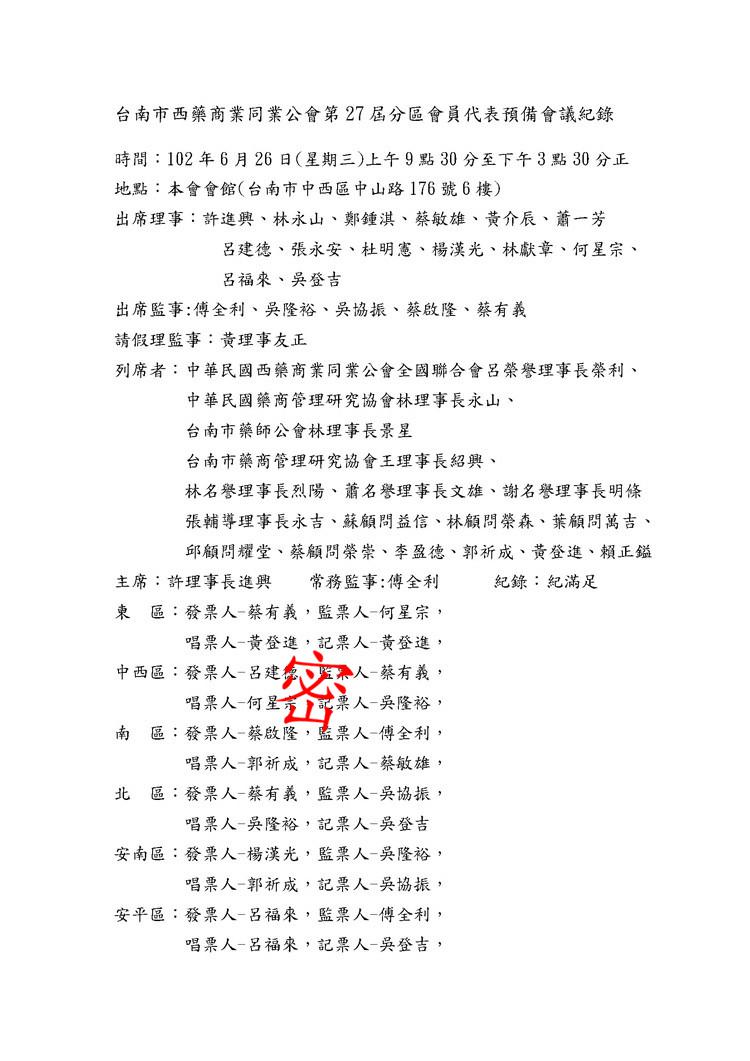 台南市西藥商業同業公會第27屆分區會員代表預備會議紀錄
時間：102年6月26日(星期三)上午9點30分至下午3點30分正
地點：本會會館(台南市中西區中山路176號6樓)
出席理事：許進興、林永山、鄭鍾淇、蔡敏雄、黃介辰、蕭一芳
呂建德、張永安、杜明憲、楊漢光、林獻章、何星宗、
呂福來、吳登吉
出席監事:傅全利、吳隆裕、吳協振、蔡啟隆、蔡有義
請假理監事：黃理事友正
列席者：中華民國西藥商業同業公會全國聯合會呂榮譽理事長榮利、
中華民國藥商管理研究協會林理事長永山、
台南市藥師公會林理事長景星
台南市藥商管理研究協會王理事長紹興、
林名譽理事長烈陽、蕭名譽理事長文雄、謝名譽理事長明條
張輔導理事長永吉、蘇顧問益信、林顧問榮森、葉顧問萬吉、
邱顧問耀堂、蔡顧問榮崇、李盈德、郭祈成、黃登進、賴正鎰
主席：許理事長進興 常務監事:傅全利 紀錄：紀滿足
東 區：發票人-蔡有義，監票人-何星宗，
唱票人-黃登進，記票人-黃登進，
中西區：發票人-呂建德，監票人-蔡有義，
唱票人-何星宗，記票人-吳隆裕，
密
南 區：發票人-蔡啟隆，監票人-傅全利，
唱票人-郭祈成，記票人-蔡敏雄，
北 區：發票人-蔡有義，監票人-吳協振，
唱票人-吳隆裕，記票人-吳登吉
安南區：發票人-楊漢光，監票人-吳隆裕，
唱票人-郭祈成，記票人-吳協振，
安平區：發票人-呂福來，監票人-傅全利，
唱票人-呂福來，記票人-吳登吉，